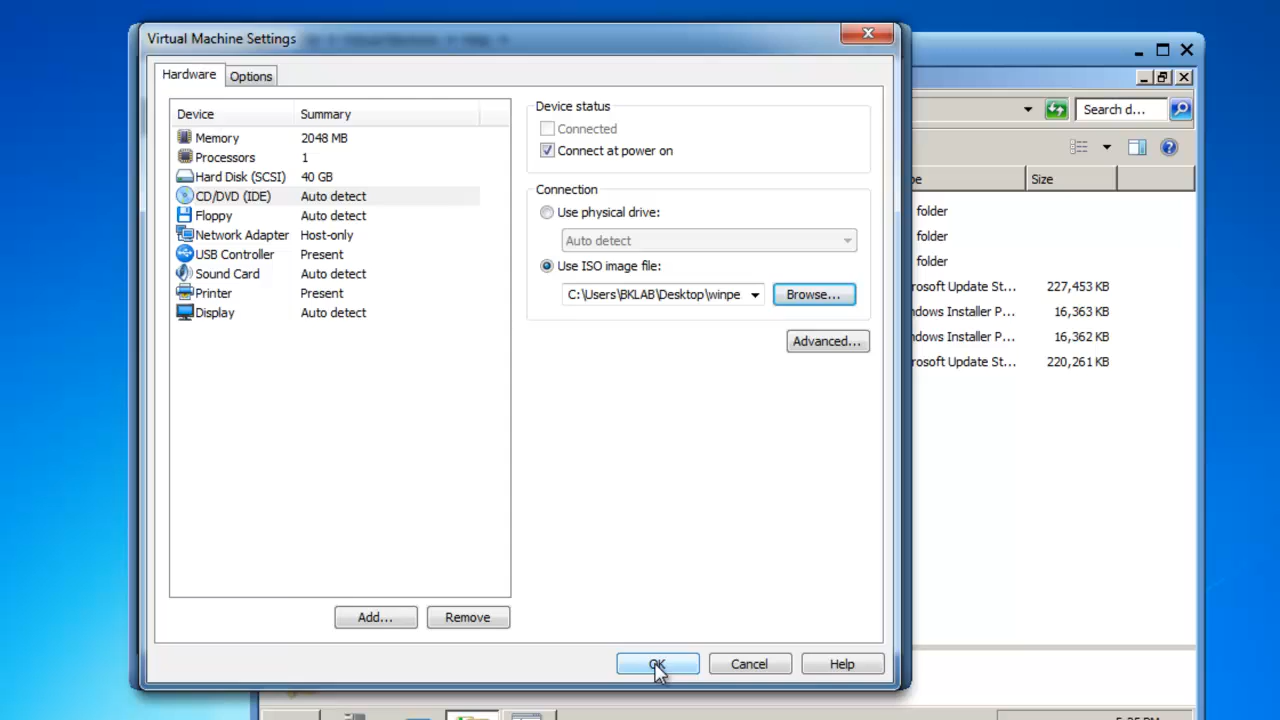 Virtual Machine Settings
Hardware Options
Device Summary
Memory 2048 MB
Processors 1
Hard Disk (SCSI) 40 GB
CD/DVD (IDE) Auto detect
Floppy Auto detect
Network Adapter Host-only
USB Controller Present
Sound Card Auto detect
Printer Present
Display Auto detect
Add... Remove
Device status
Connected
Connect at power on
Connection
Use physical drive:
Auto detect
Use ISO image file:
C:\Users\BKLAB\Desktop\winpe Browse...
Advanced...
OK Cancel Help
Search d...
pe Size
folder
folder
folder
rosoft Update St... 227,453 KB
ndows Installer P... 16,363 KB
ndows Installer P... 16,362 KB
rosoft Update St... 220,261 KB